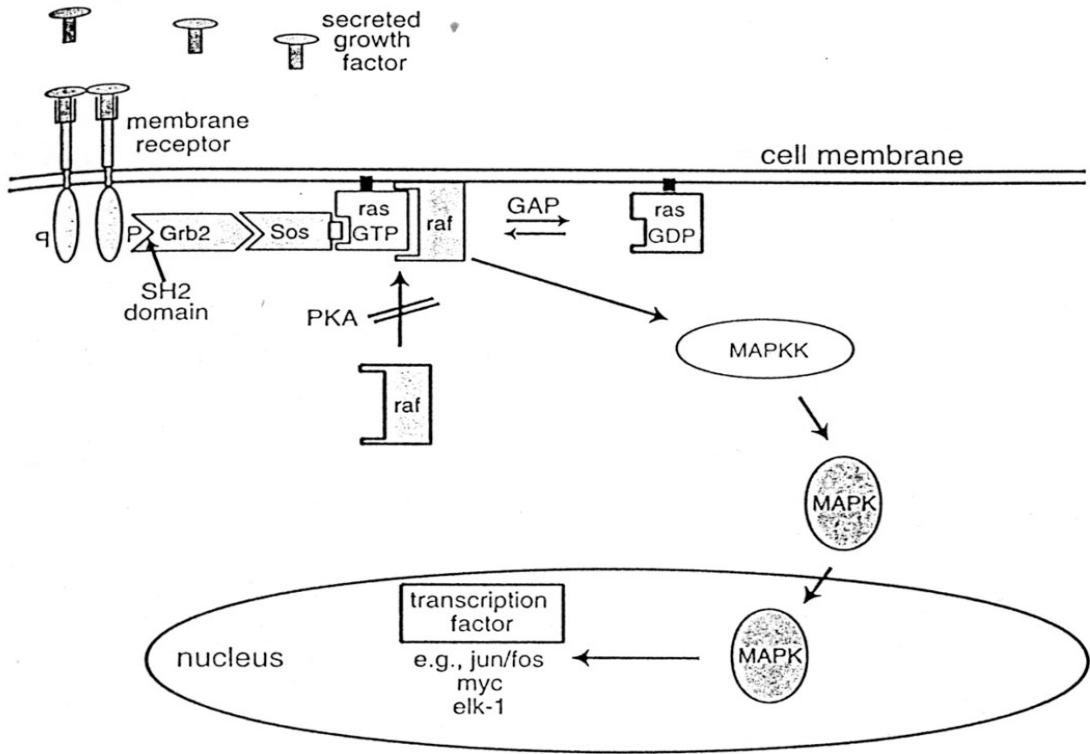 secreted
growth
factor
membrane
receptor
cell membrane
q
P
Grb2
Sos
ras
GTP
raf
GAP
ras
GDP
SH2
domain
PKA
raf
MAPKK
MAPK
transcription
factor
nucleus
e.g., jun/fos
myc
elk-1
MAPK